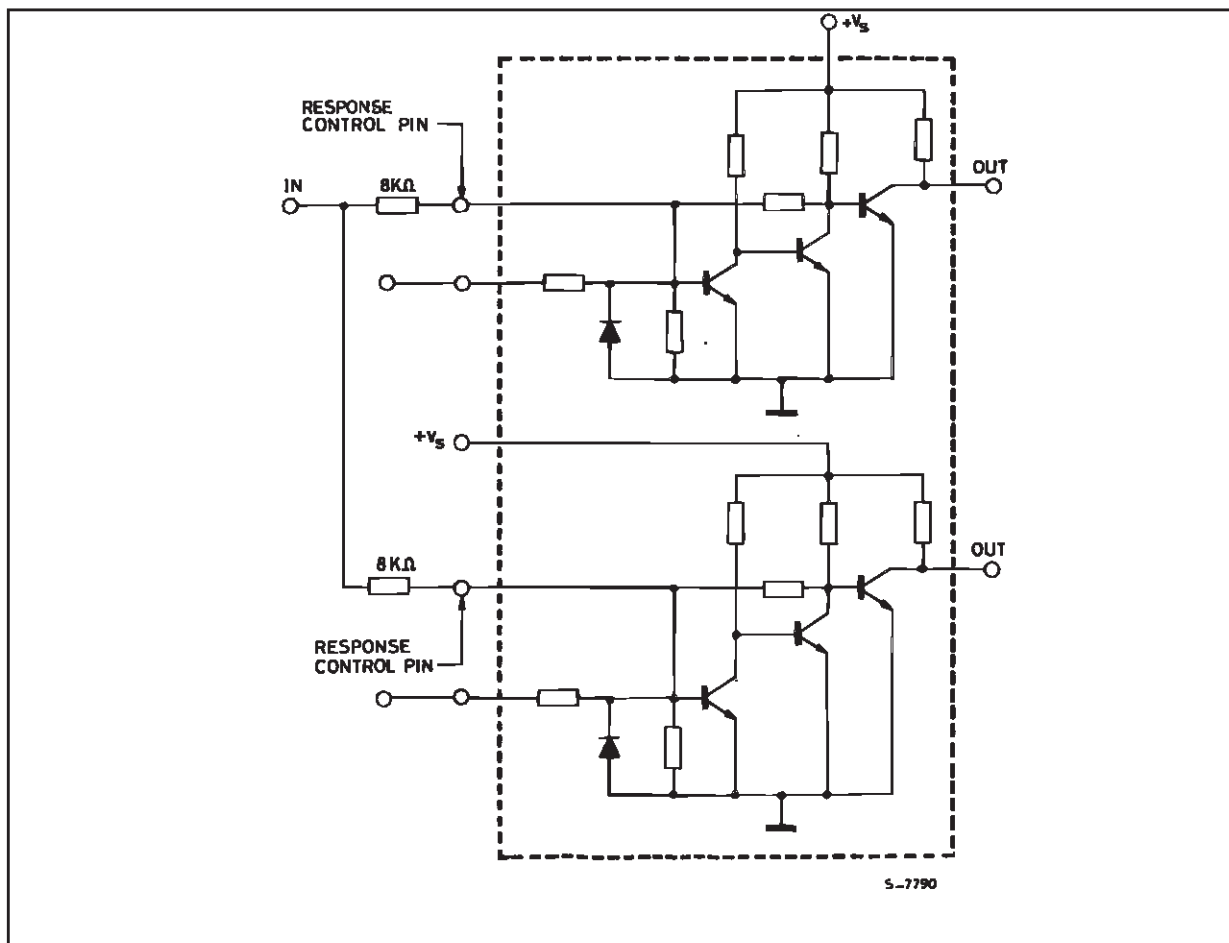 +Vs
RESPONSE
CONTROL PIN
IN
8KΩ
OUT
+Vs
8KΩ
OUT
RESPONSE
CONTROL PIN
S-7790